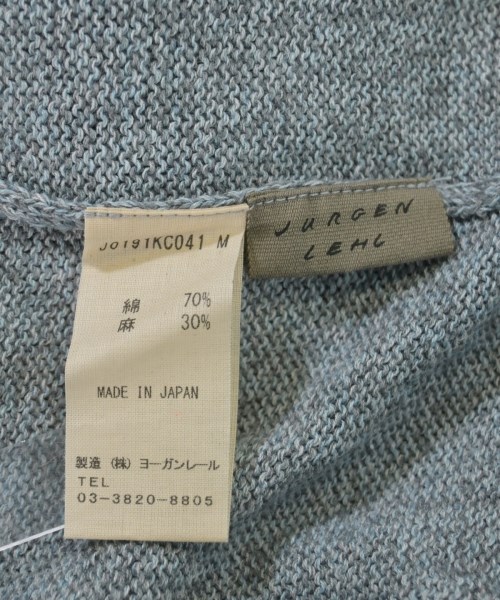 JURGEN
LEHL
J0191KC041 M
綿 70%
麻 30%
MADE IN JAPAN
製造 (株) ヨーガンレール
TEL
03-3820-8805